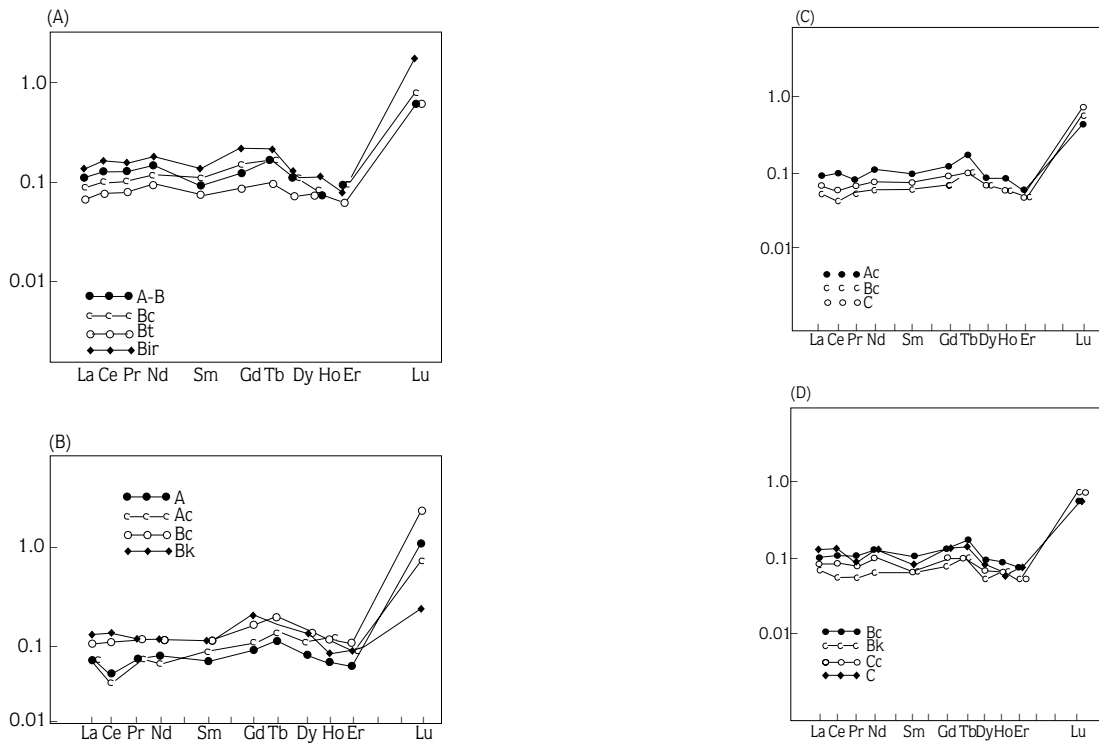 (A)
1.0
0.1
0.01
A-B
Bc
Bt
Bir
La Ce Pr Nd Sm Gd Tb Dy Ho Er Lu
(B)
A
Ac
Bc
Bk
1.0
0.1
0.01
La Ce Pr Nd Sm Gd Tb Dy Ho Er Lu
(C)
1.0
0.1
0.01
Ac
Bc
C
La Ce Pr Nd Sm Gd Tb Dy Ho Er Lu
(D)
1.0
0.1
0.01
Bc
Bk
Cc
C
La Ce Pr Nd Sm Gd Tb Dy Ho Er Lu